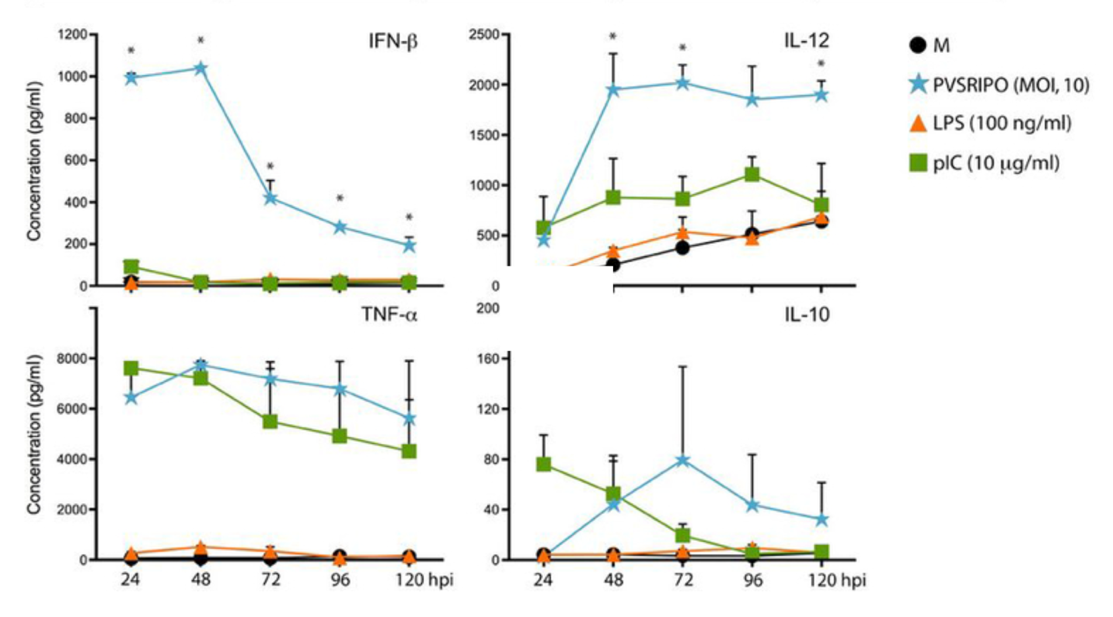 IFN-β
Concentration (pg/ml)
1200
1000
800
600
400
200
0
*
*
*
*
*
IL-12
2500
2000
1500
1000
500
0
*
*
*
M
PVSRIPO (MOI, 10)
LPS (100 ng/ml)
pIC (10 µg/ml)
TNF-α
Concentration (pg/ml)
8000
6000
4000
2000
0
24 48 72 96 120 hpi
IL-10
200
160
120
80
40
0
24 48 72 96 120 hpi